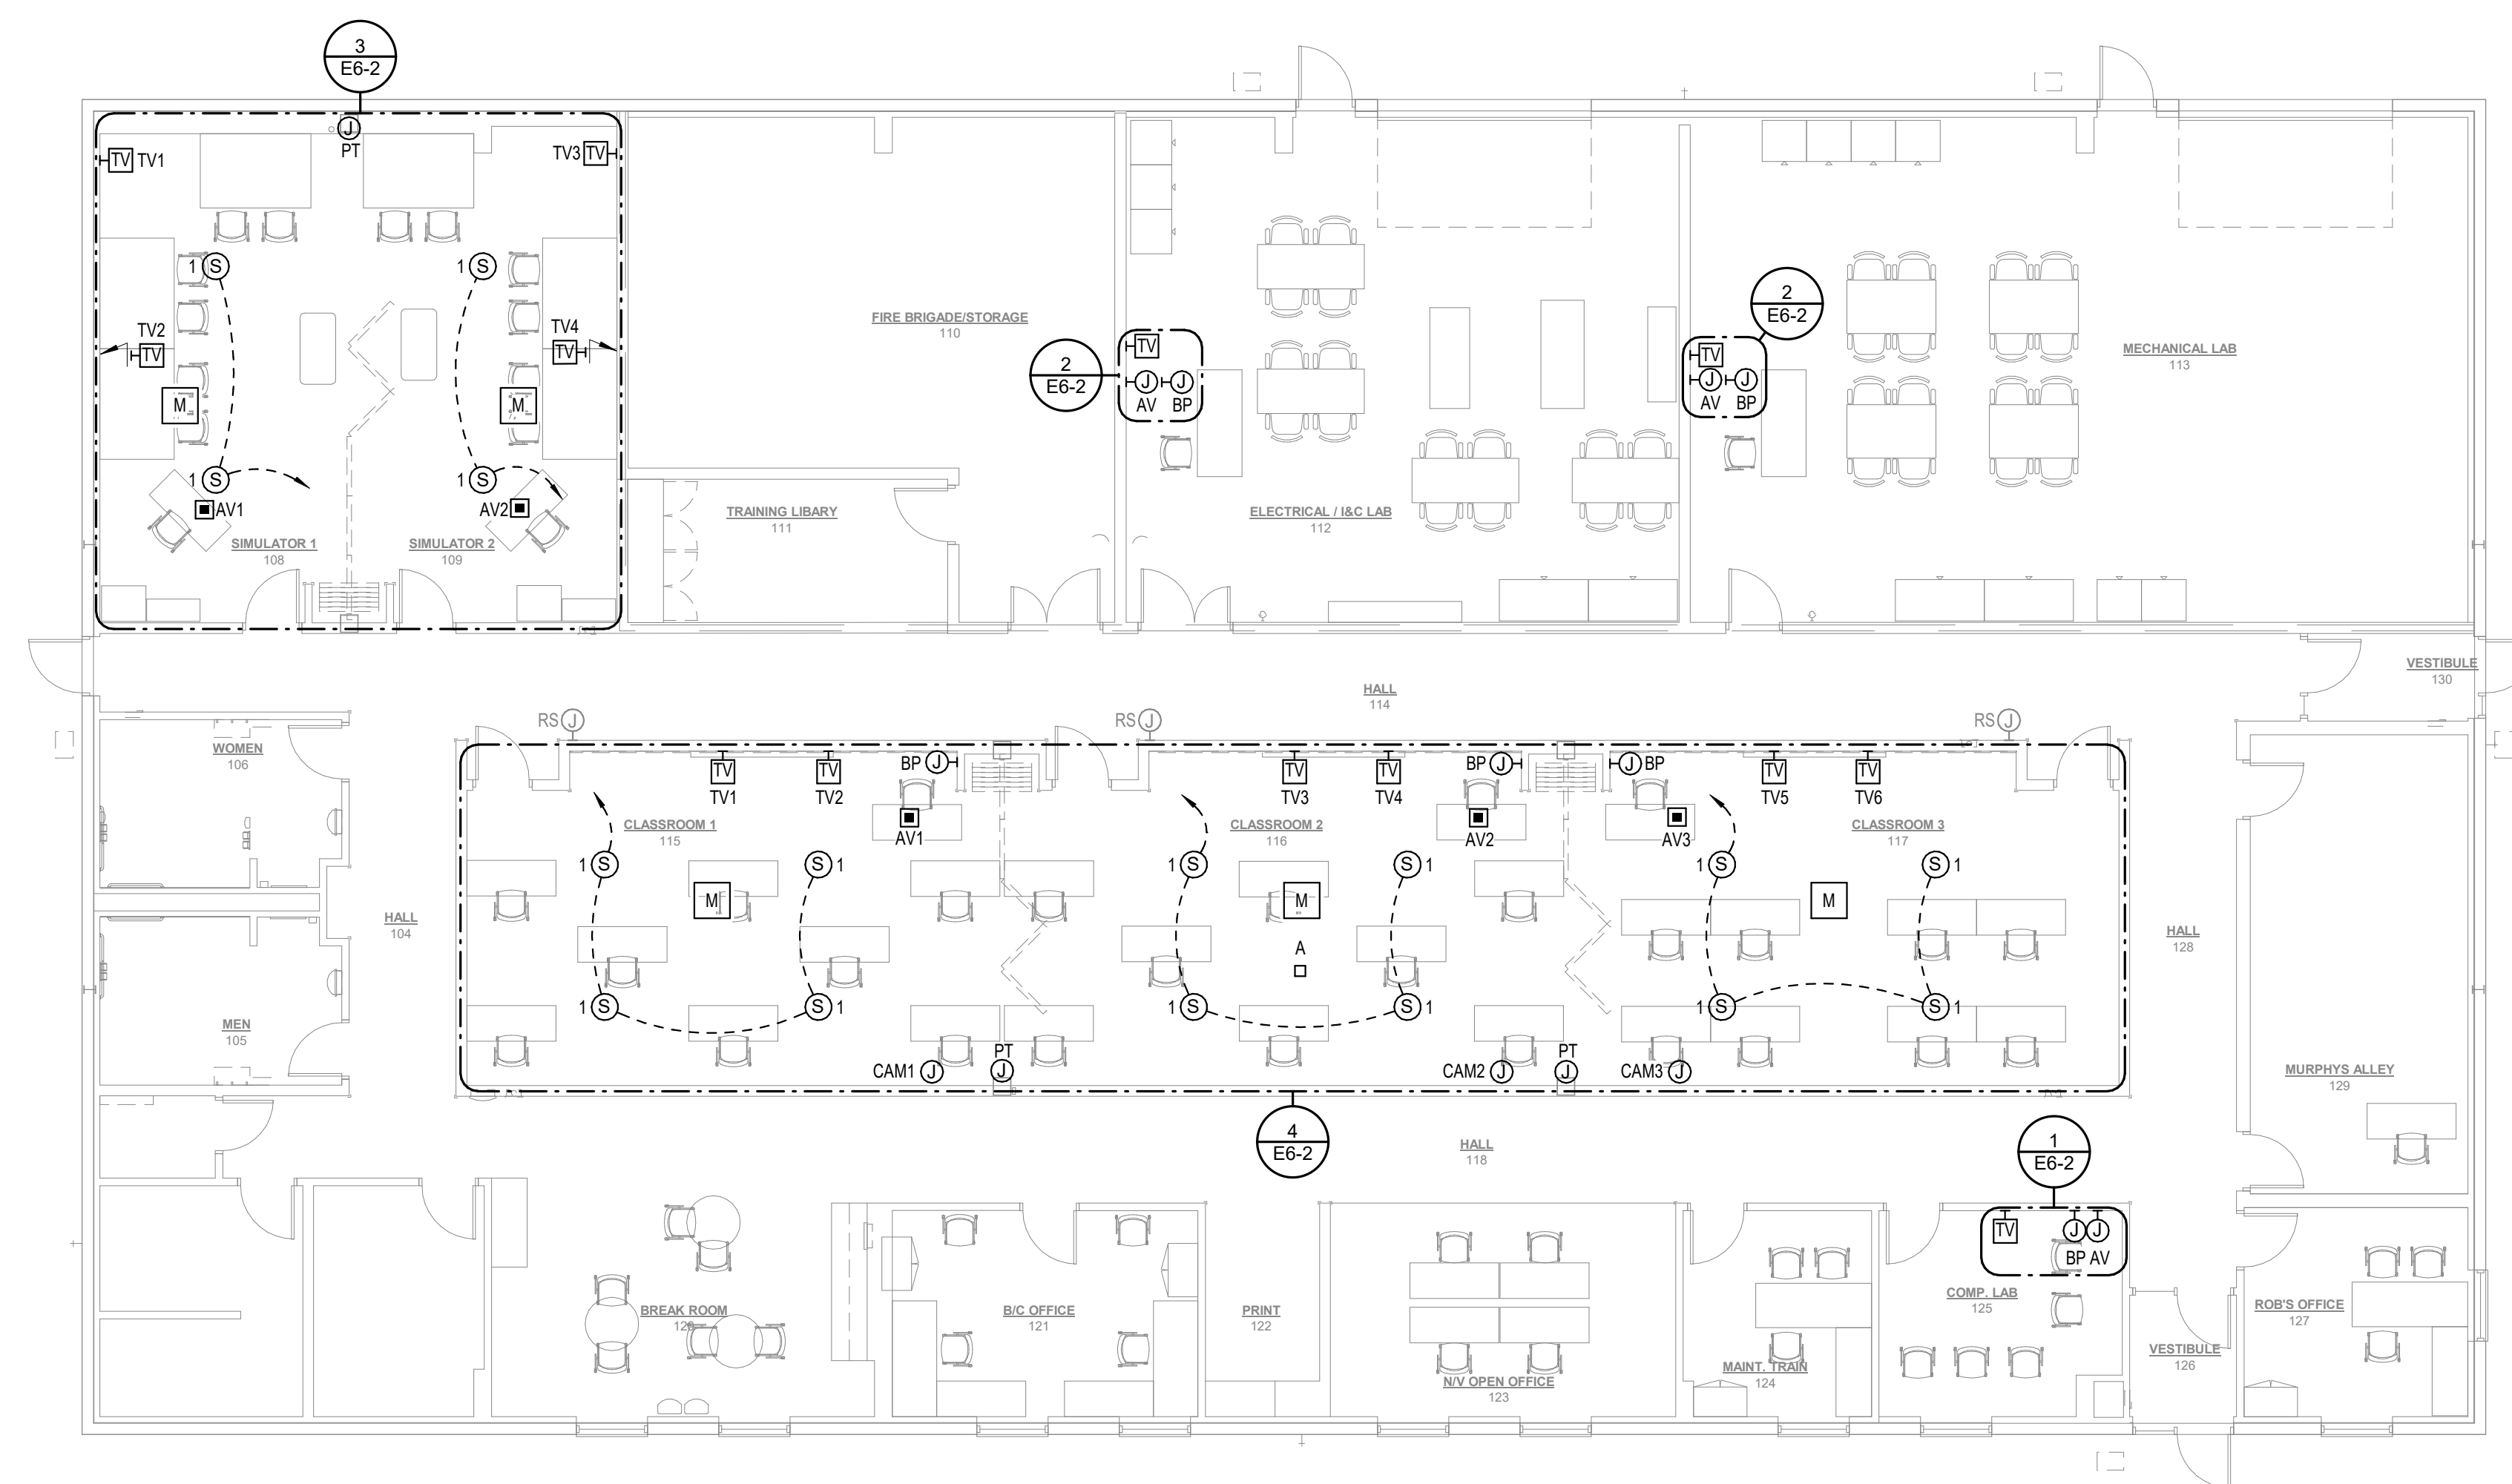 3
E6-2
J
PT
TV TV1
TV3 TV
1 S
1 S
TV2
TV
TV4
TV
M
M
1 S
1 S
AV1
AV2
SIMULATOR 1
108
SIMULATOR 2
109
FIRE BRIGADE/STORAGE
110
TRAINING LIBARY
111
2
E6-2
TV
J J
AV BP
ELECTRICAL / I&C LAB
112
2
E6-2
TV
J J
AV BP
MECHANICAL LAB
113
VESTIBULE
130
HALL
114
RS J
RS J
RS J
WOMEN
106
HALL
104
MEN
105
TV
TV1
TV
TV2
BP J
AV1
CLASSROOM 1
115
1 S
S 1
M
1 S
S 1
CAM1 J
PT
J
TV
TV3
TV
TV4
BP J
AV2
CLASSROOM 2
116
1 S
S 1
M
A
1 S
S 1
CAM2 J
PT
J
J BP
TV
TV5
TV
TV6
AV3
CLASSROOM 3
117
1 S
S 1
M
1 S
S 1
CAM3 J
HALL
128
MURPHYS ALLEY
129
4
E6-2
HALL
118
1
E6-2
TV
J J
BP AV
BREAK ROOM
B/C OFFICE
121
PRINT
122
N/V OPEN OFFICE
123
MAINT. TRAIN
124
COMP. LAB
125
VESTIBULE
126
ROB'S OFFICE
127